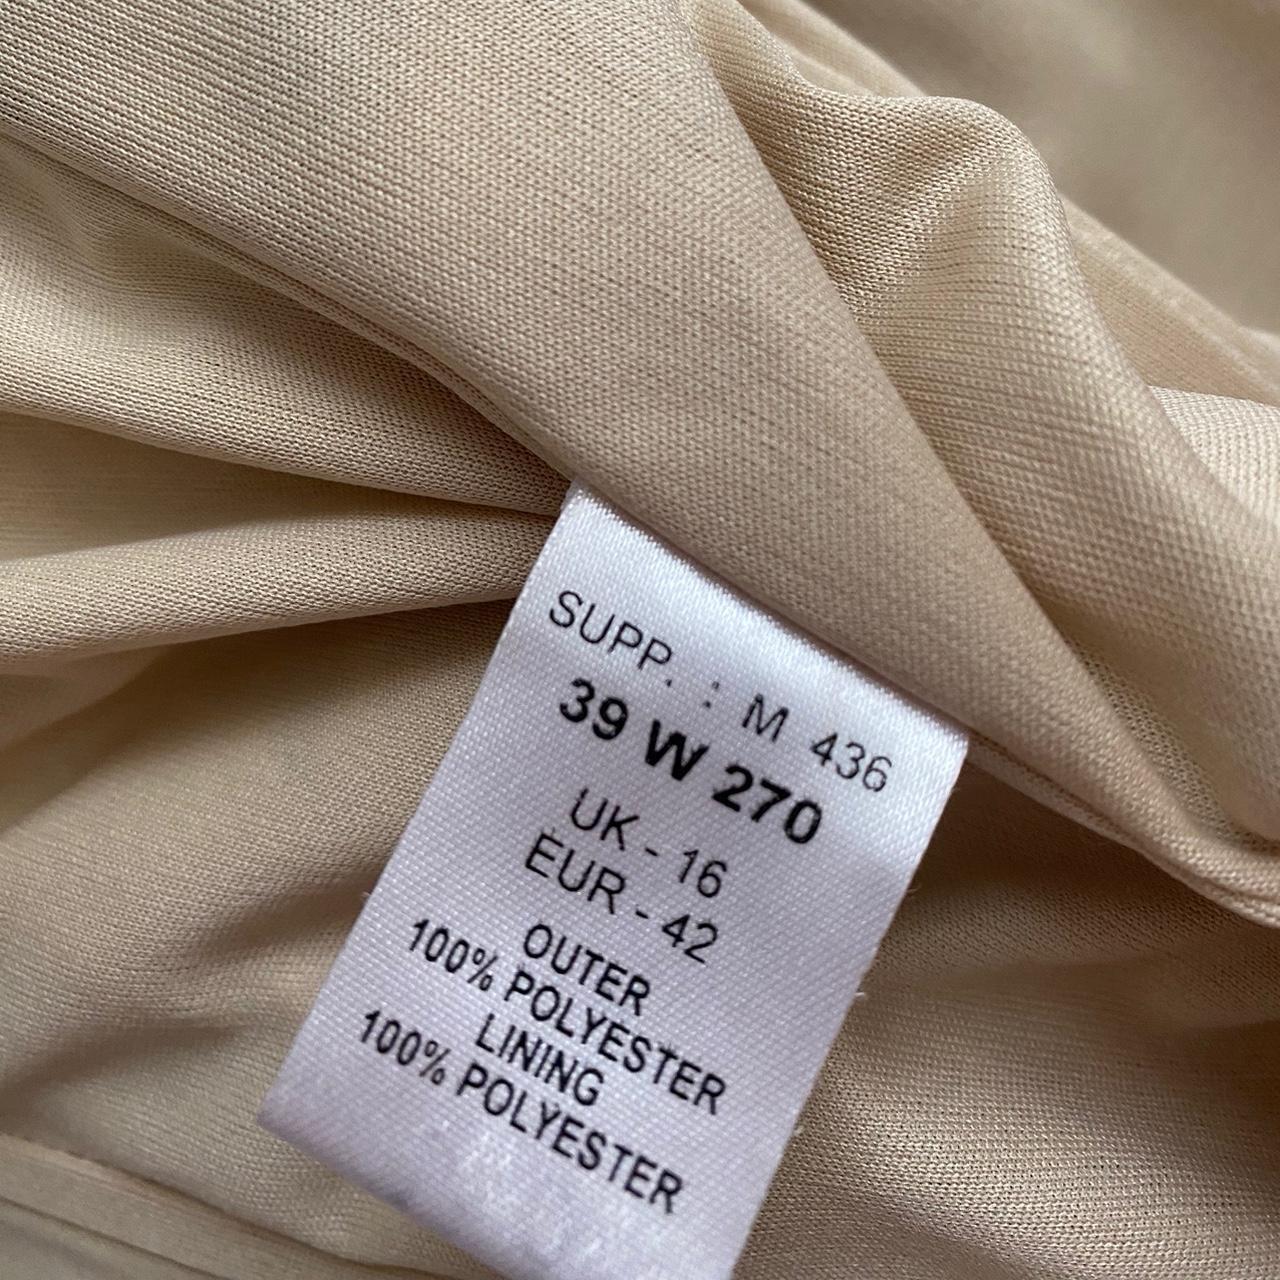 SUPP. : M 436
39 W 270
UK - 16
EUR - 42
OUTER
100% POLYESTER
LINING
100% POLYESTER